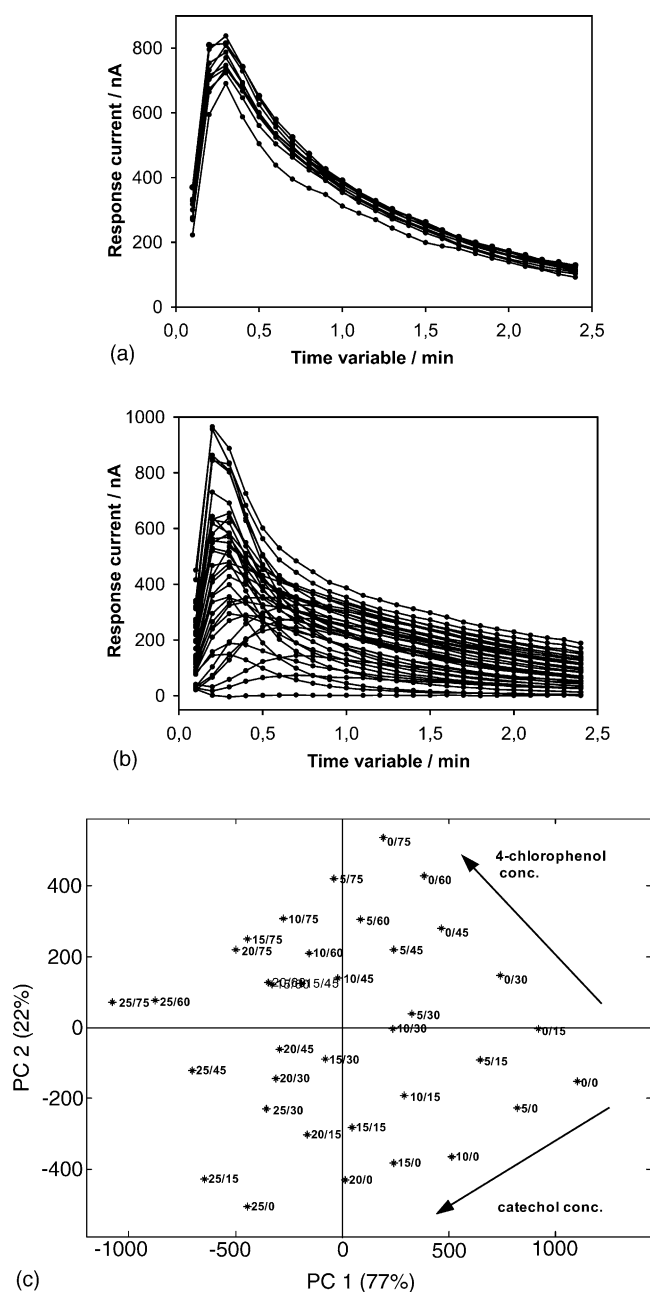 800
600
400
200
0
Response current / nA
0,0 0,5 1,0 1,5 2,0 2,5
Time variable / min
(a)
1000
800
600
400
200
0
Response current / nA
0,0 0,5 1,0 1,5 2,0 2,5
Time variable / min
(b)
PC 2 (22%)
400
200
0
-200
-400
0/75
4-chlorophenol
conc.
5/75 0/60
10/75 5/60 0/45
15/75
20/75 10/60 5/45
10/45 0/30
15/45
25/75 25/60
5/30
10/30 0/15
20/45 15/30 5/15
25/45 20/30 0/0
10/15
25/30 5/0
20/15 15/15
15/0 10/0
25/15 20/0
25/0 catechol conc.
-1000 -500 0 500 1000
PC 1 (77%)
(c)